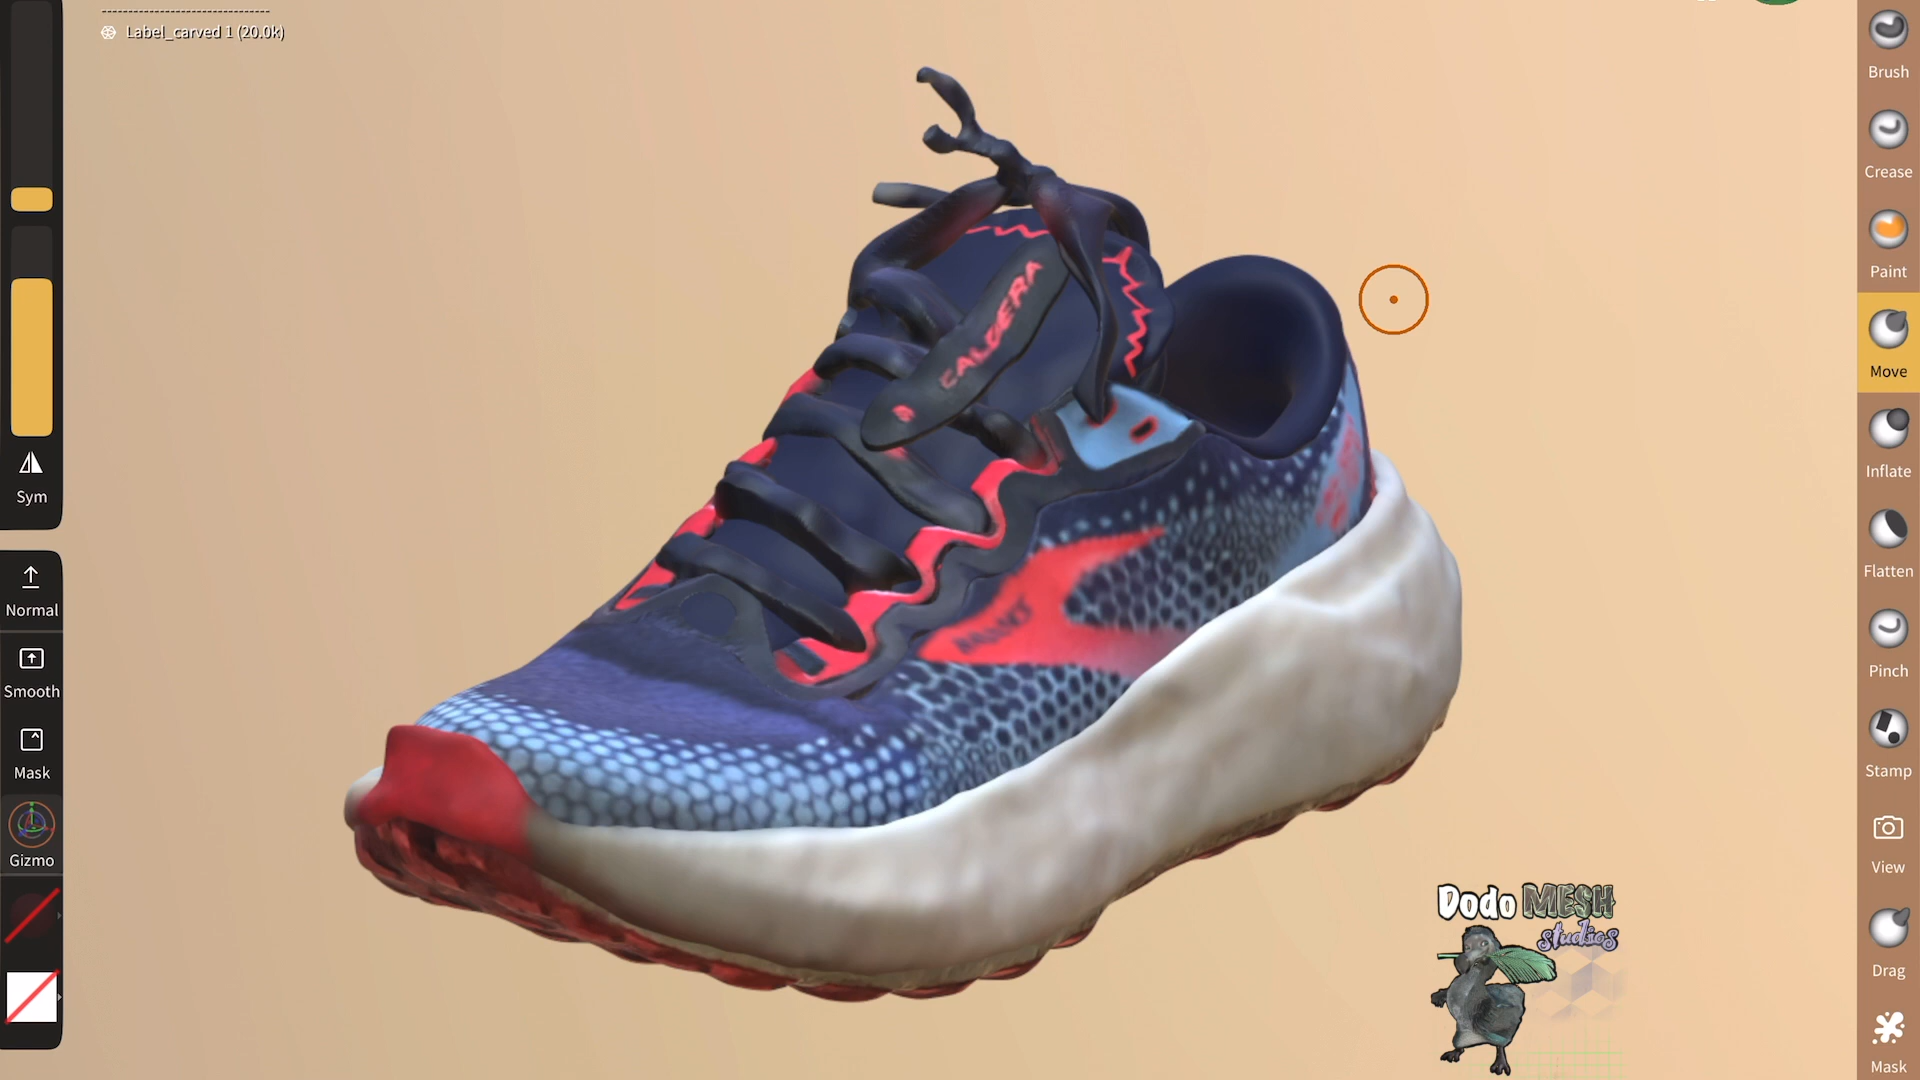 Label_carved 1 (20.0k)
Brush
Crease
Paint
Move
Inflate
Flatten
Pinch
Stamp
View
Drag
Mask
Sym
Normal
Smooth
Mask
Gizmo
CALDERA
Dodo MESH
studios